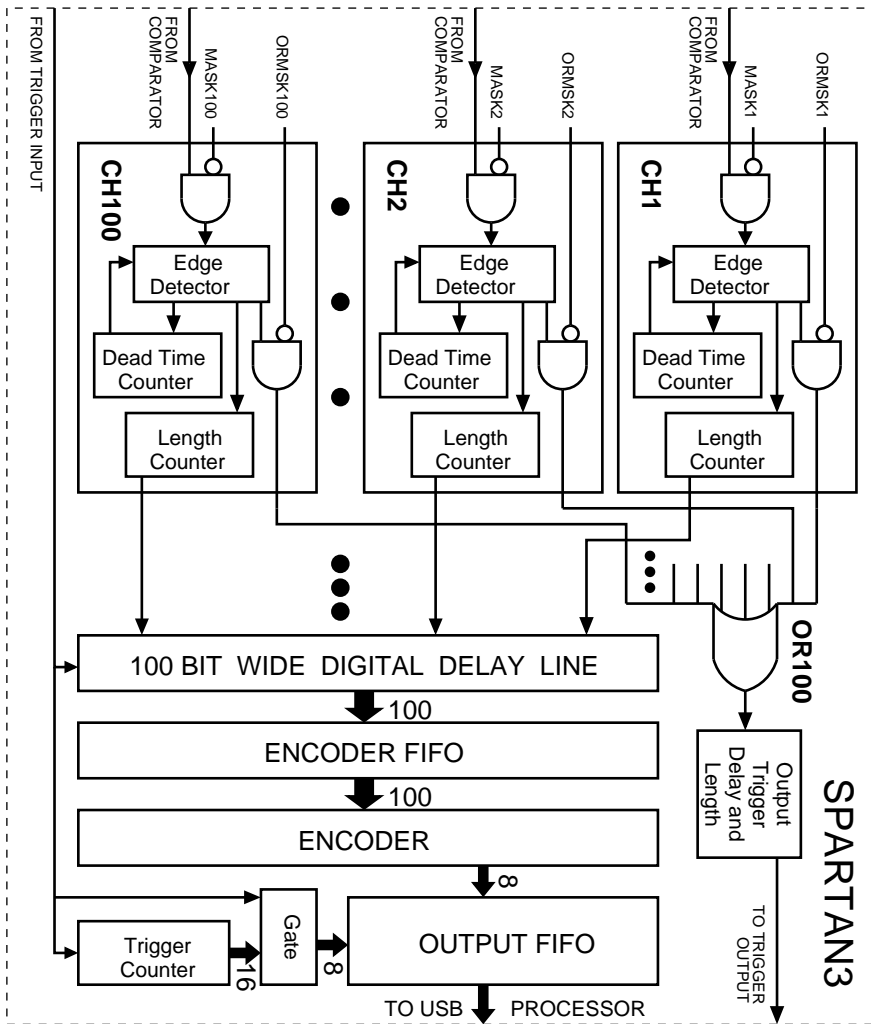 FROM TRIGGER INPUT
FROM
COMPARATOR
MASK100
ORMSK100
FROM
COMPARATOR
MASK2
ORMSK2
FROM
COMPARATOR
MASK1
ORMSK1
CH100
Edge
Detector
Dead Time
Counter
Length
Counter
CH2
Edge
Detector
Dead Time
Counter
Length
Counter
CH1
Edge
Detector
Dead Time
Counter
Length
Counter
OR100
100 BIT WIDE DIGITAL DELAY LINE
100
ENCODER FIFO
100
ENCODER
8
Output
Trigger
Delay and
Length
SPARTAN3
Trigger
Counter
16
Gate
8
OUTPUT FIFO
TO TRIGGER
OUTPUT
TO USB PROCESSOR